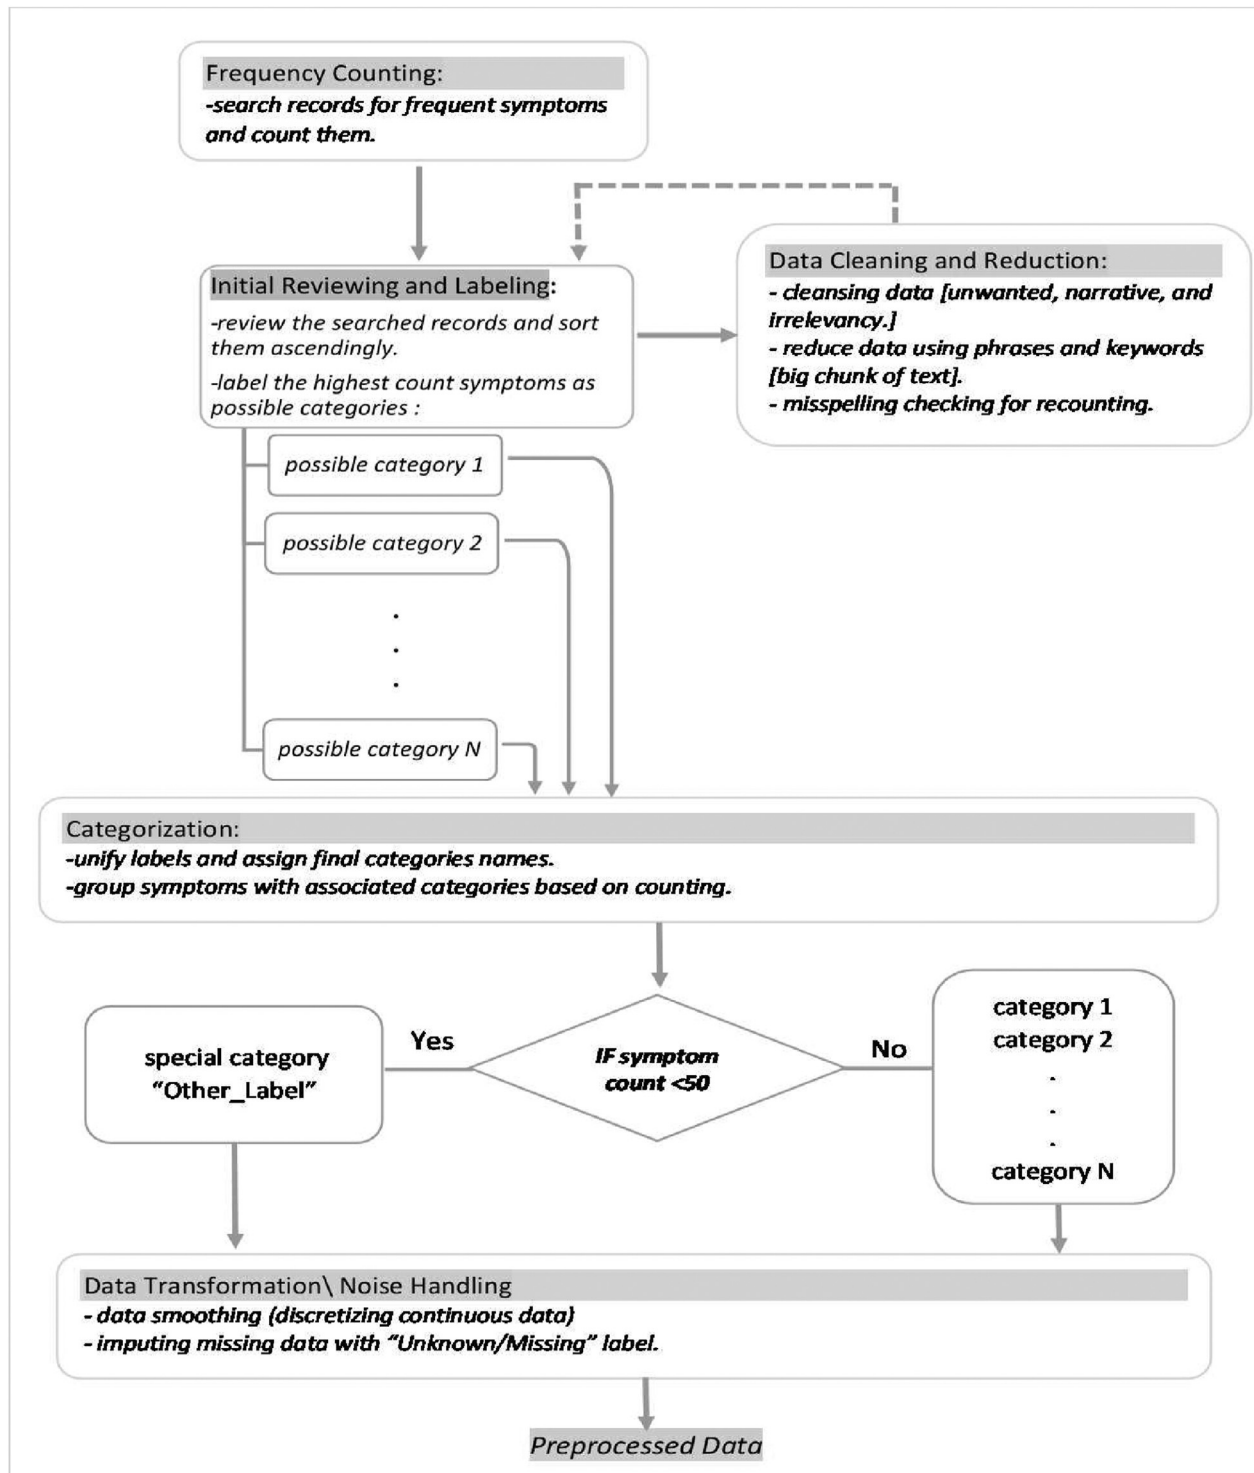 Frequency Counting:
-search records for frequent symptoms
and count them.
Initial Reviewing and Labeling:
-review the searched records and sort
them ascendingly.
-label the highest count symptoms as
possible categories :
Data Cleaning and Reduction:
- cleansing data [unwanted, narrative, and
irrelevancy.]
- reduce data using phrases and keywords
[big chunk of text].
- misspelling checking for recounting.
possible category 1
possible category 2
.
.
.
possible category N
Categorization:
-unify labels and assign final categories names.
-group symptoms with associated categories based on counting.
special category
“Other_Label”
Yes
IF symptom
count <50
No
category 1
category 2
.
.
.
category N
Data Transformation\ Noise Handling
- data smoothing (discretizing continuous data)
- imputing missing data with “Unknown/Missing” label.
Preprocessed Data